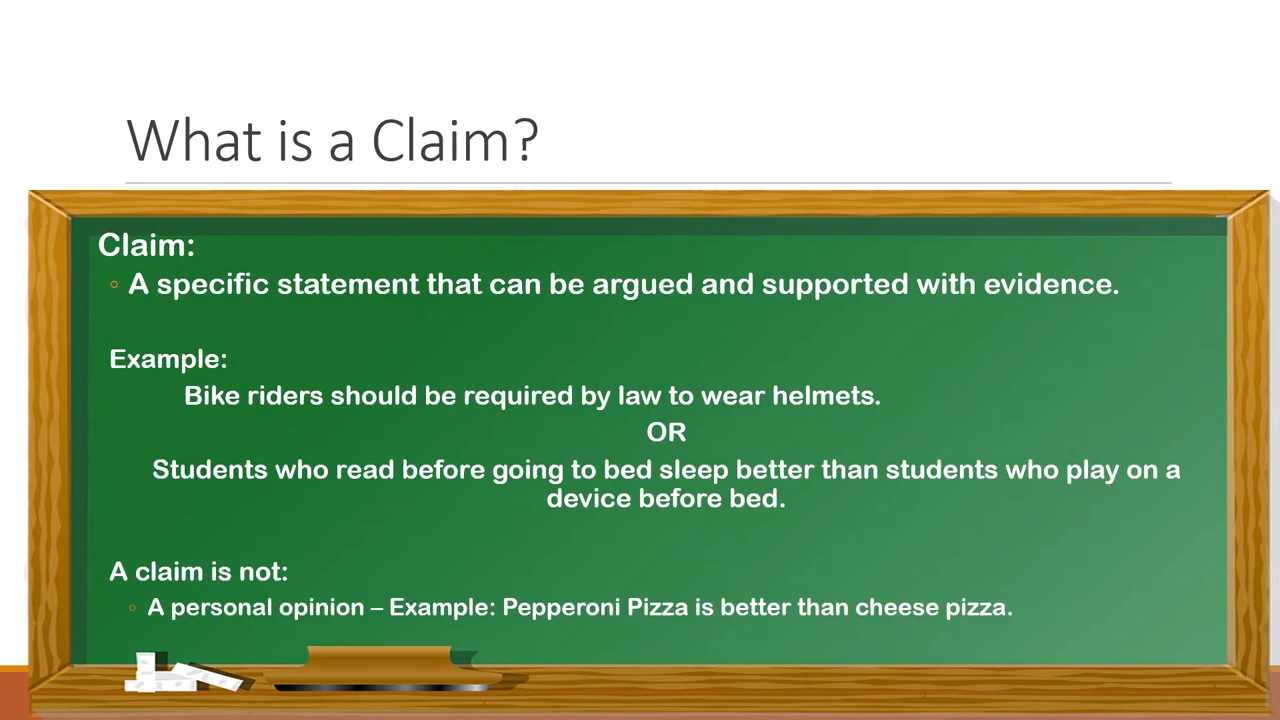 What is a Claim?
Claim:
◦ A specific statement that can be argued and supported with evidence.
Example:
Bike riders should be required by law to wear helmets.
OR
Students who read before going to bed sleep better than students who play on a
device before bed.
A claim is not:
◦ A personal opinion – Example: Pepperoni Pizza is better than cheese pizza.